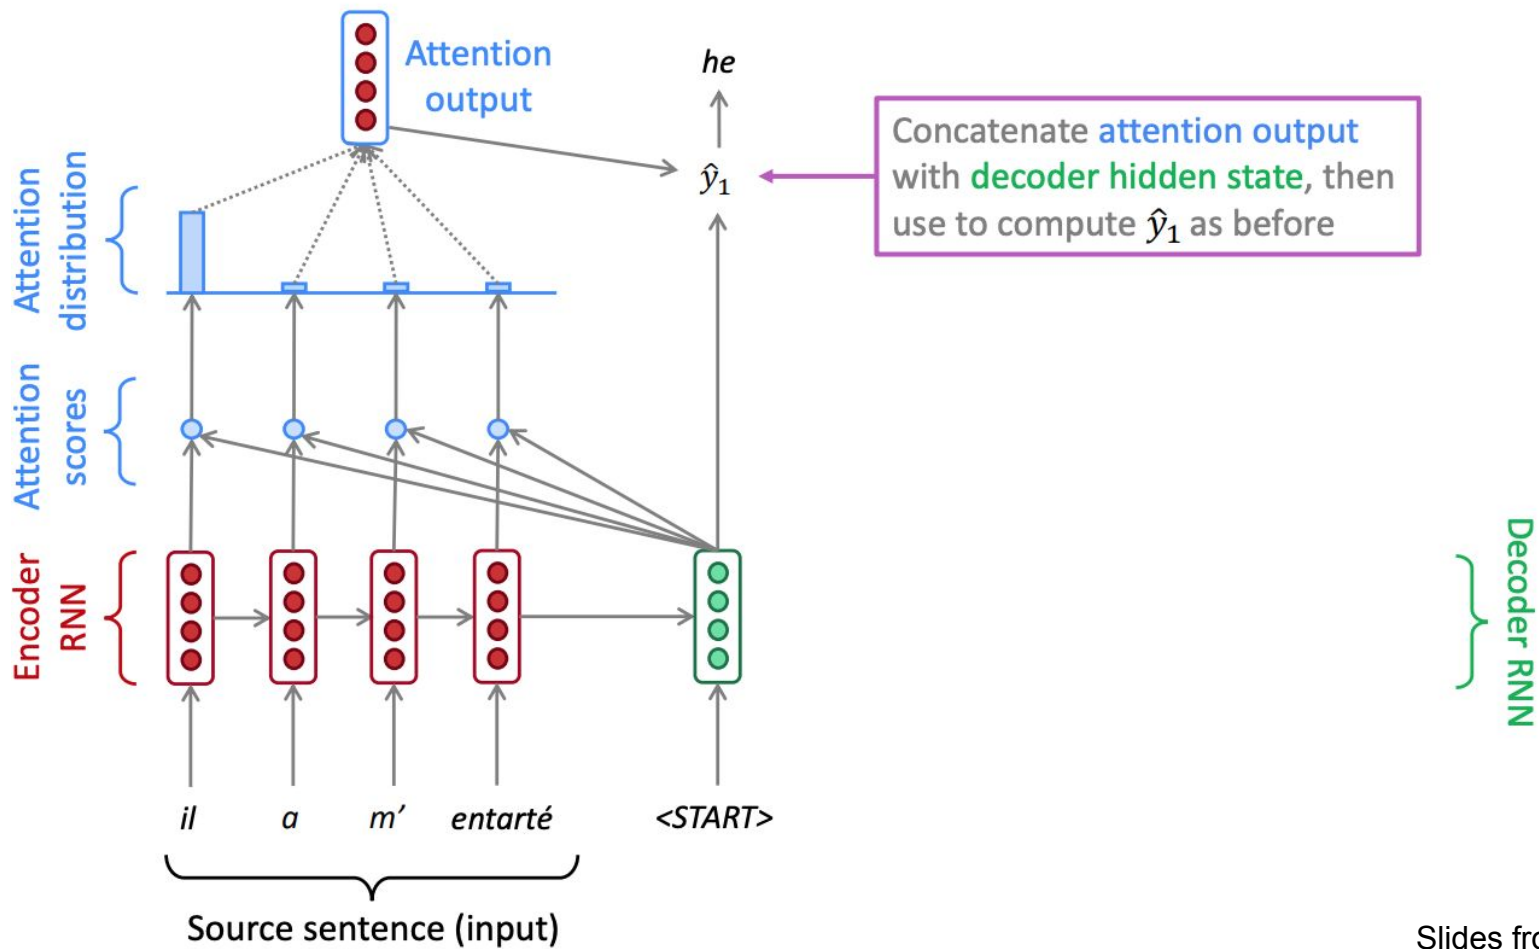 Attention
output
he
ŷ₁
Concatenate attention output
with decoder hidden state, then
use to compute ŷ₁ as before
Attention
distribution
Attention
scores
Encoder
RNN
Decoder RNN
il a m’ entarté <START>
Source sentence (input)
Slides